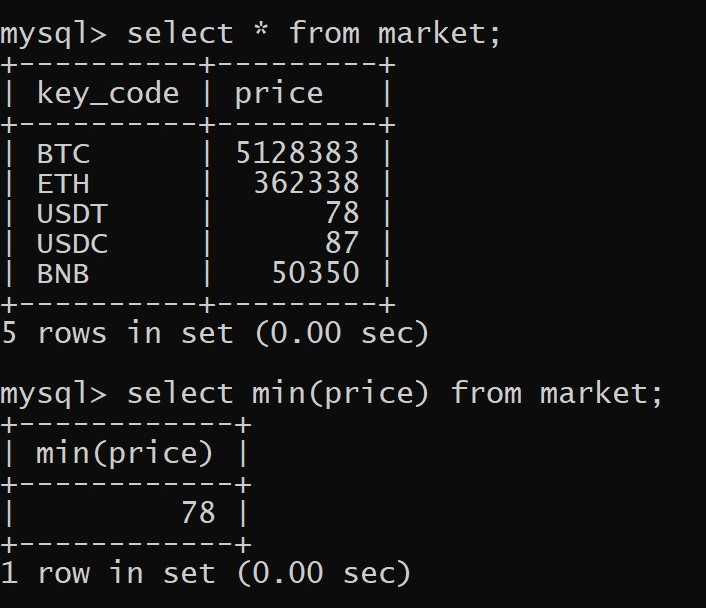 mysql> select * from market;
+----------+---------+
| key_code | price   |
+----------+---------+
| BTC      | 5128383 |
| ETH      |  362338 |
| USDT     |      78 |
| USDC     |      87 |
| BNB      |   50350 |
+----------+---------+
5 rows in set (0.00 sec)
mysql> select min(price) from market;
+------------+
| min(price) |
+------------+
|         78 |
+------------+
1 row in set (0.00 sec)